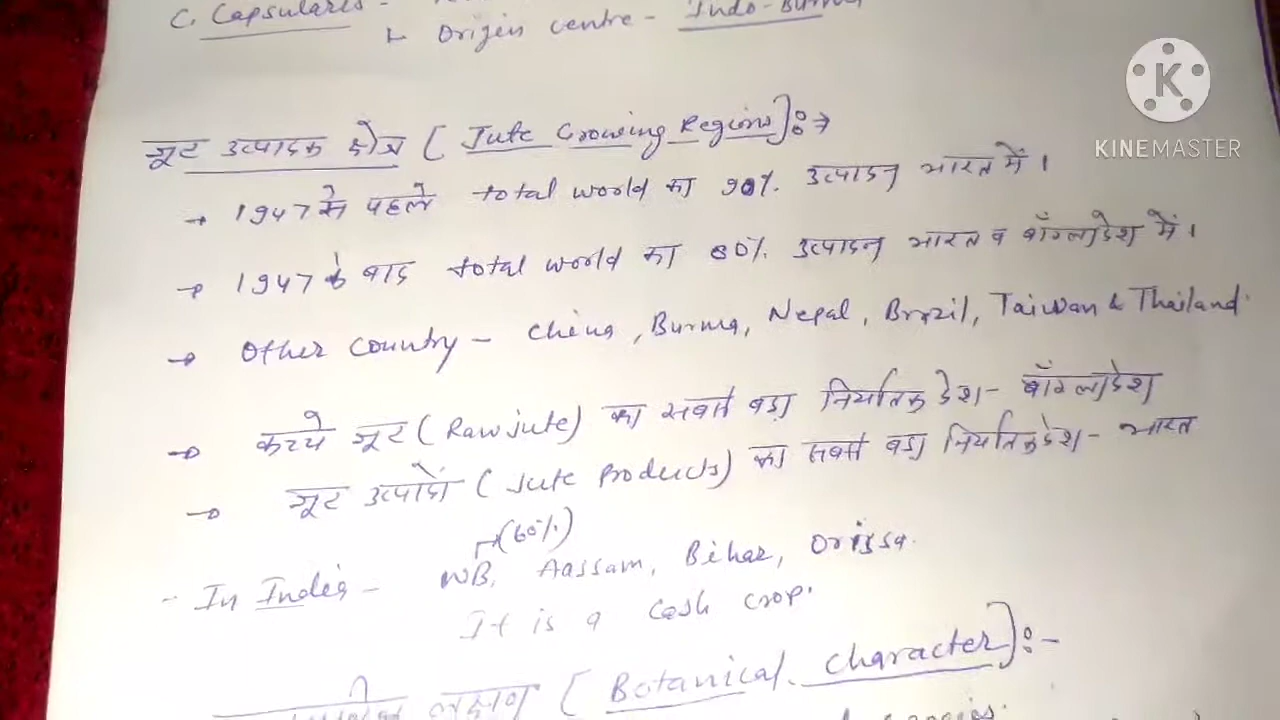 C. Capsularis -
↳ Origin centre - Indo-Burma
जूट उत्पादक क्षेत्र [Jute Growing Regions]:→
→ 1947 से पहले total world का 90%. उत्पादन भारत में।
→ 1947 के बाद total world का 80%. उत्पादन भारत व बाँग्लादेश में।
→ Other Country - China, Burma, Nepal, Brazil, Taiwan & Thailand.
→ कच्चे जूट (Raw jute) का सबसे बड़ा निर्यातक देश - बाँग्लादेश
→ जूट उत्पादों (Jute Products) का सबसे बड़ा निर्यातक देश - भारत
(60%)
- In India - WB, Aassam, Bihar, Orissa.
It is a Cash crop.
लक्षण [Botanical Character]:-
KINEMASTER